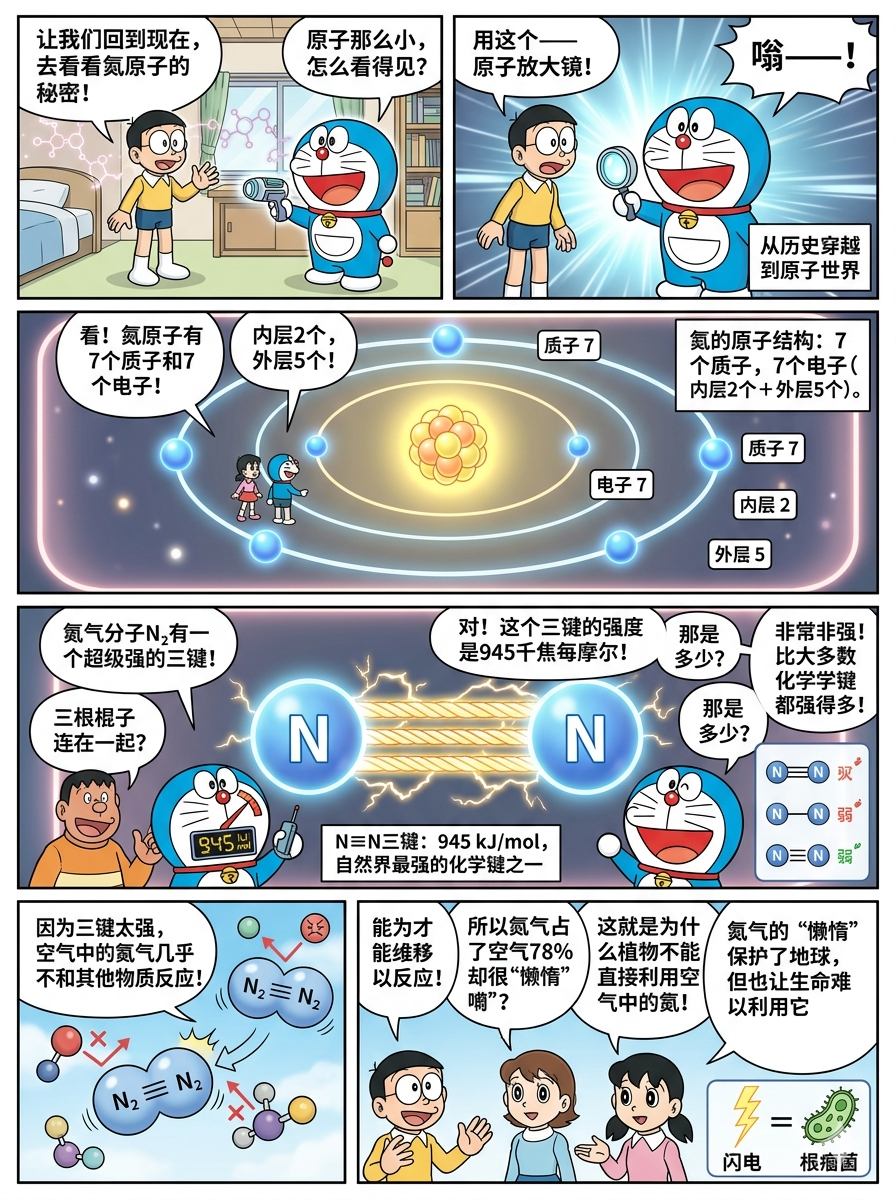 让我们回到现在，
去看看氮原子的
秘密！
原子那么小，
怎么看得见？
用这个——
原子放大镜！
嗡——！
从历史穿越
到原子世界
看！氮原子有
7个质子和7
个电子！
内层2个，
外层5个！
质子 7
氮的原子结构：7
个质子，7个电子（
内层2个＋外层5个）。
质子 7
电子 7
内层 2
外层 5
氮气分子N₂有一
个超级强的三键！
三根棍子
连在一起？
对！这个三键的强度
是945千焦每摩尔！
那是
多少？
非常非强！
比大多数
化学学键
都强得多！
那是
多少？
N
N
945
N≡N三键：945 kJ/mol，
自然界最强的化学键之一
N≡N
N－N 弱
N≡N
因为三键太强，
空气中的氮气几乎
不和其他物质反应！
N₂≡N₂
N₂≡N₂
能为才
能维移
以反应！
所以氮气占
了空气78%
却很“懒惰”
”？
这就是为什
么植物不能
直接利用空
气中的氮！
氮气的“懒惰”
保护了地球，
但也让生命难
以利用它
＝
闪电
根瘤菌